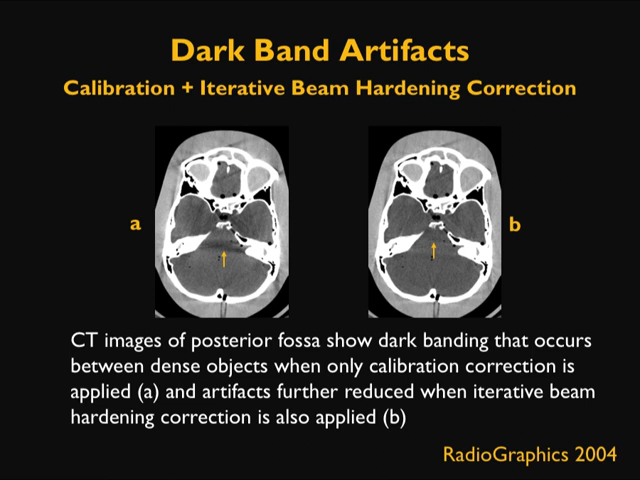 Dark Band Artifacts
Calibration + Iterative Beam Hardening Correction
a
b
CT images of posterior fossa show dark banding that occurs
between dense objects when only calibration correction is
applied (a) and artifacts further reduced when iterative beam
hardening correction is also applied (b)
RadioGraphics 2004